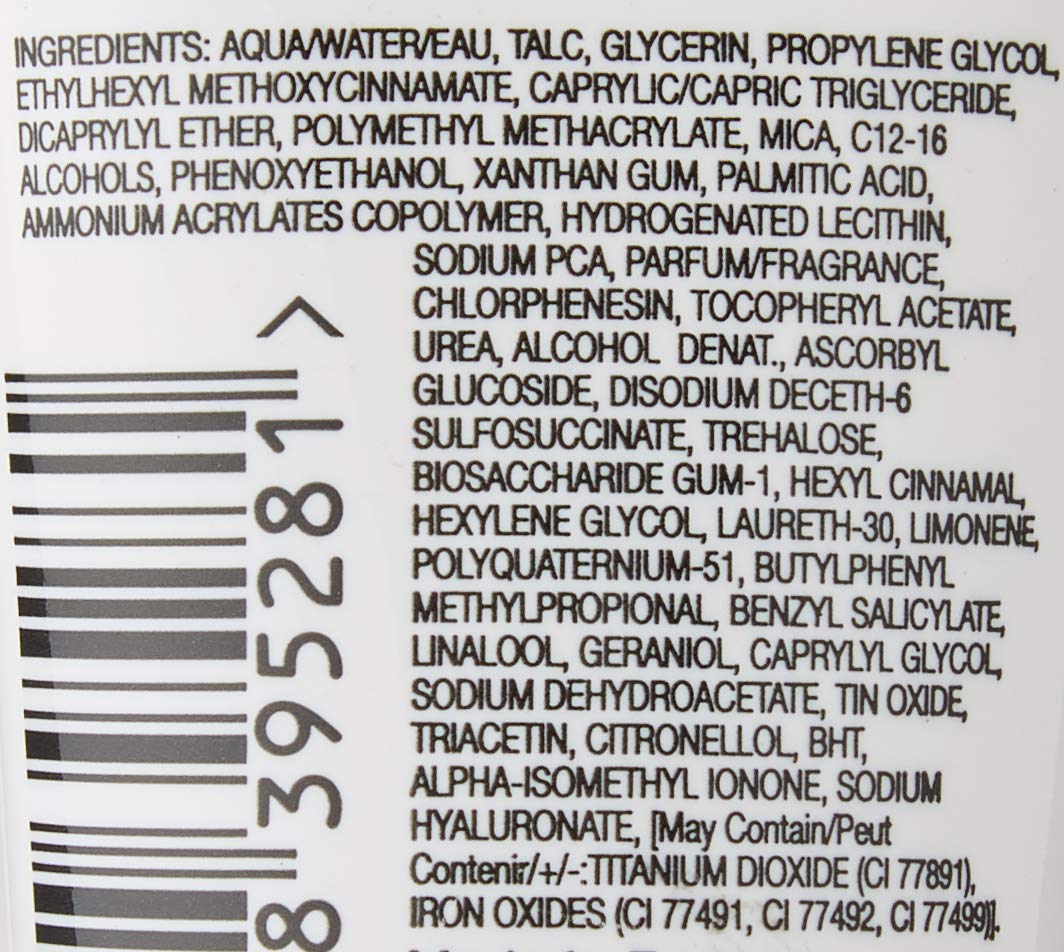 INGREDIENTS: AQUA/WATER/EAU, TALC, GLYCERIN, PROPYLENE GLYCOL,
ETHYLHEXYL METHOXYCINNAMATE, CAPRYLIC/CAPRIC TRIGLYCERIDE,
DICAPRYLYL ETHER, POLYMETHYL METHACRYLATE, MICA, C12-16
ALCOHOLS, PHENOXYETHANOL, XANTHAN GUM, PALMITIC ACID,
AMMONIUM ACRYLATES COPOLYMER, HYDROGENATED LECITHIN,
SODIUM PCA, PARFUM/FRAGRANCE,
CHLORPHENESIN, TOCOPHERYL ACETATE,
UREA, ALCOHOL DENAT., ASCORBYL
GLUCOSIDE, DISODIUM DECETH-6
SULFOSUCCINATE, TREHALOSE,
BIOSACCHARIDE GUM-1, HEXYL CINNAMAL,
HEXYLENE GLYCOL, LAURETH-30, LIMONENE,
POLYQUATERNIUM-51, BUTYLPHENYL
METHYLPROPIONAL, BENZYL SALICYLATE,
LINALOOL, GERANIOL, CAPRYLYL GLYCOL,
SODIUM DEHYDROACETATE, TIN OXIDE,
TRIACETIN, CITRONELLOL, BHT,
ALPHA-ISOMETHYL IONONE, SODIUM
HYALURONATE, [May Contain/Peut
Contenir/+/-:TITANIUM DIOXIDE (CI 77891),
IRON OXIDES (CI 77491, CI 77492, CI 77499)].
8 395281 >